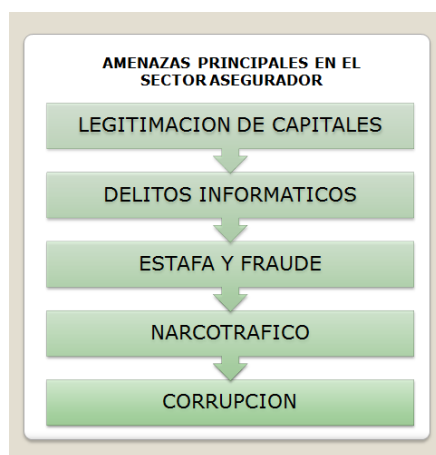 AMENAZAS PRINCIPALES EN EL
SECTOR ASEGURADOR
LEGITIMACION DE CAPITALES
DELITOS INFORMATICOS
ESTAFA Y FRAUDE
NARCOTRAFICO
CORRUPCION